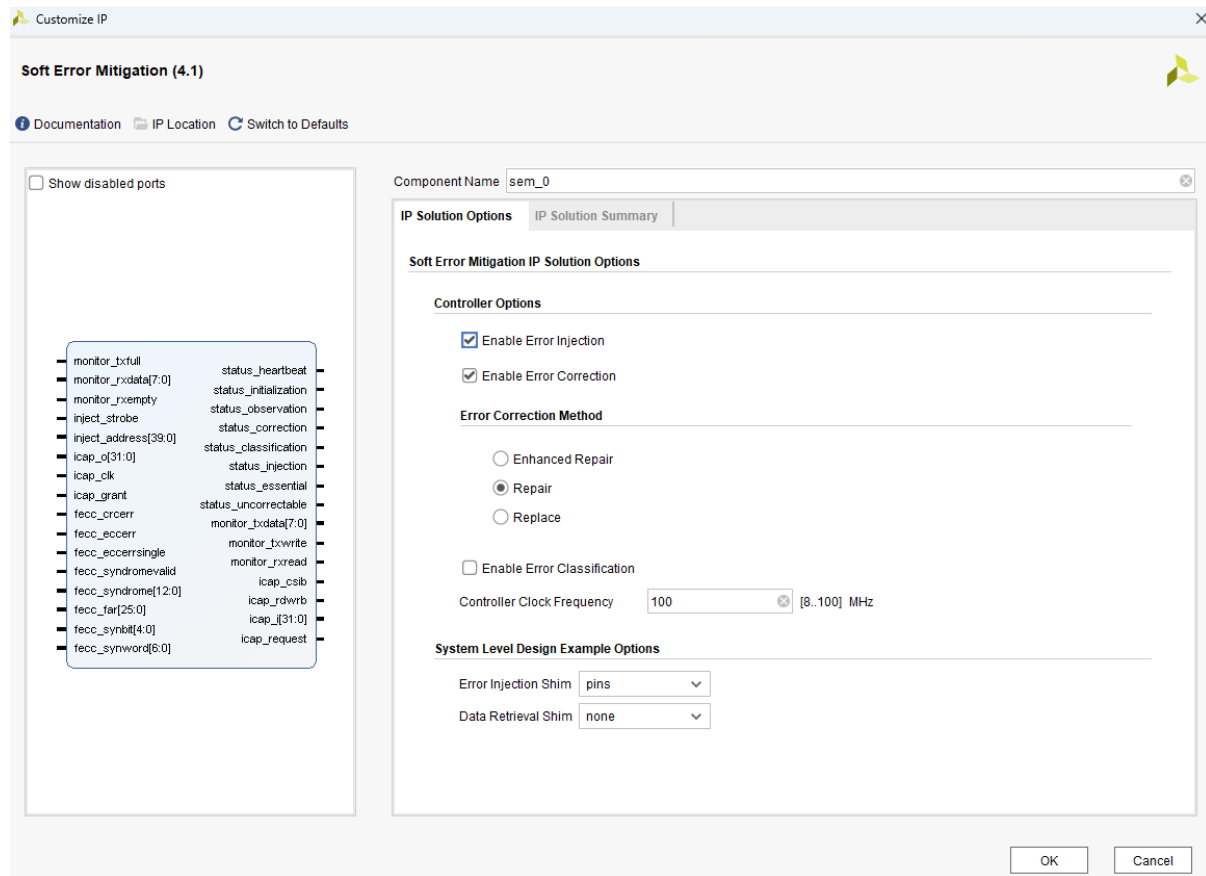 Customize IP
Soft Error Mitigation (4.1)
Documentation IP Location Switch to Defaults
Show disabled ports
monitor_txfull
monitor_rxdata[7:0]
monitor_rxempty
inject_strobe
inject_address[39:0]
icap_o[31:0]
icap_clk
icap_grant
fecc_crcerr
fecc_eccerr
fecc_eccerrsingle
fecc_syndromevalid
fecc_syndrome[12:0]
fecc_far[25:0]
fecc_synbit[4:0]
fecc_synword[6:0]
status_heartbeat
status_initialization
status_observation
status_correction
status_classification
status_injection
status_essential
status_uncorrectable
monitor_txdata[7:0]
monitor_txwrite
monitor_rxread
icap_csib
icap_rdwrb
icap_i[31:0]
icap_request
Component Name sem_0
IP Solution Options IP Solution Summary
Soft Error Mitigation IP Solution Options
Controller Options
Enable Error Injection
Enable Error Correction
Error Correction Method
Enhanced Repair
Repair
Replace
Enable Error Classification
Controller Clock Frequency 100 [8..100] MHz
System Level Design Example Options
Error Injection Shim pins
Data Retrieval Shim none
OK Cancel